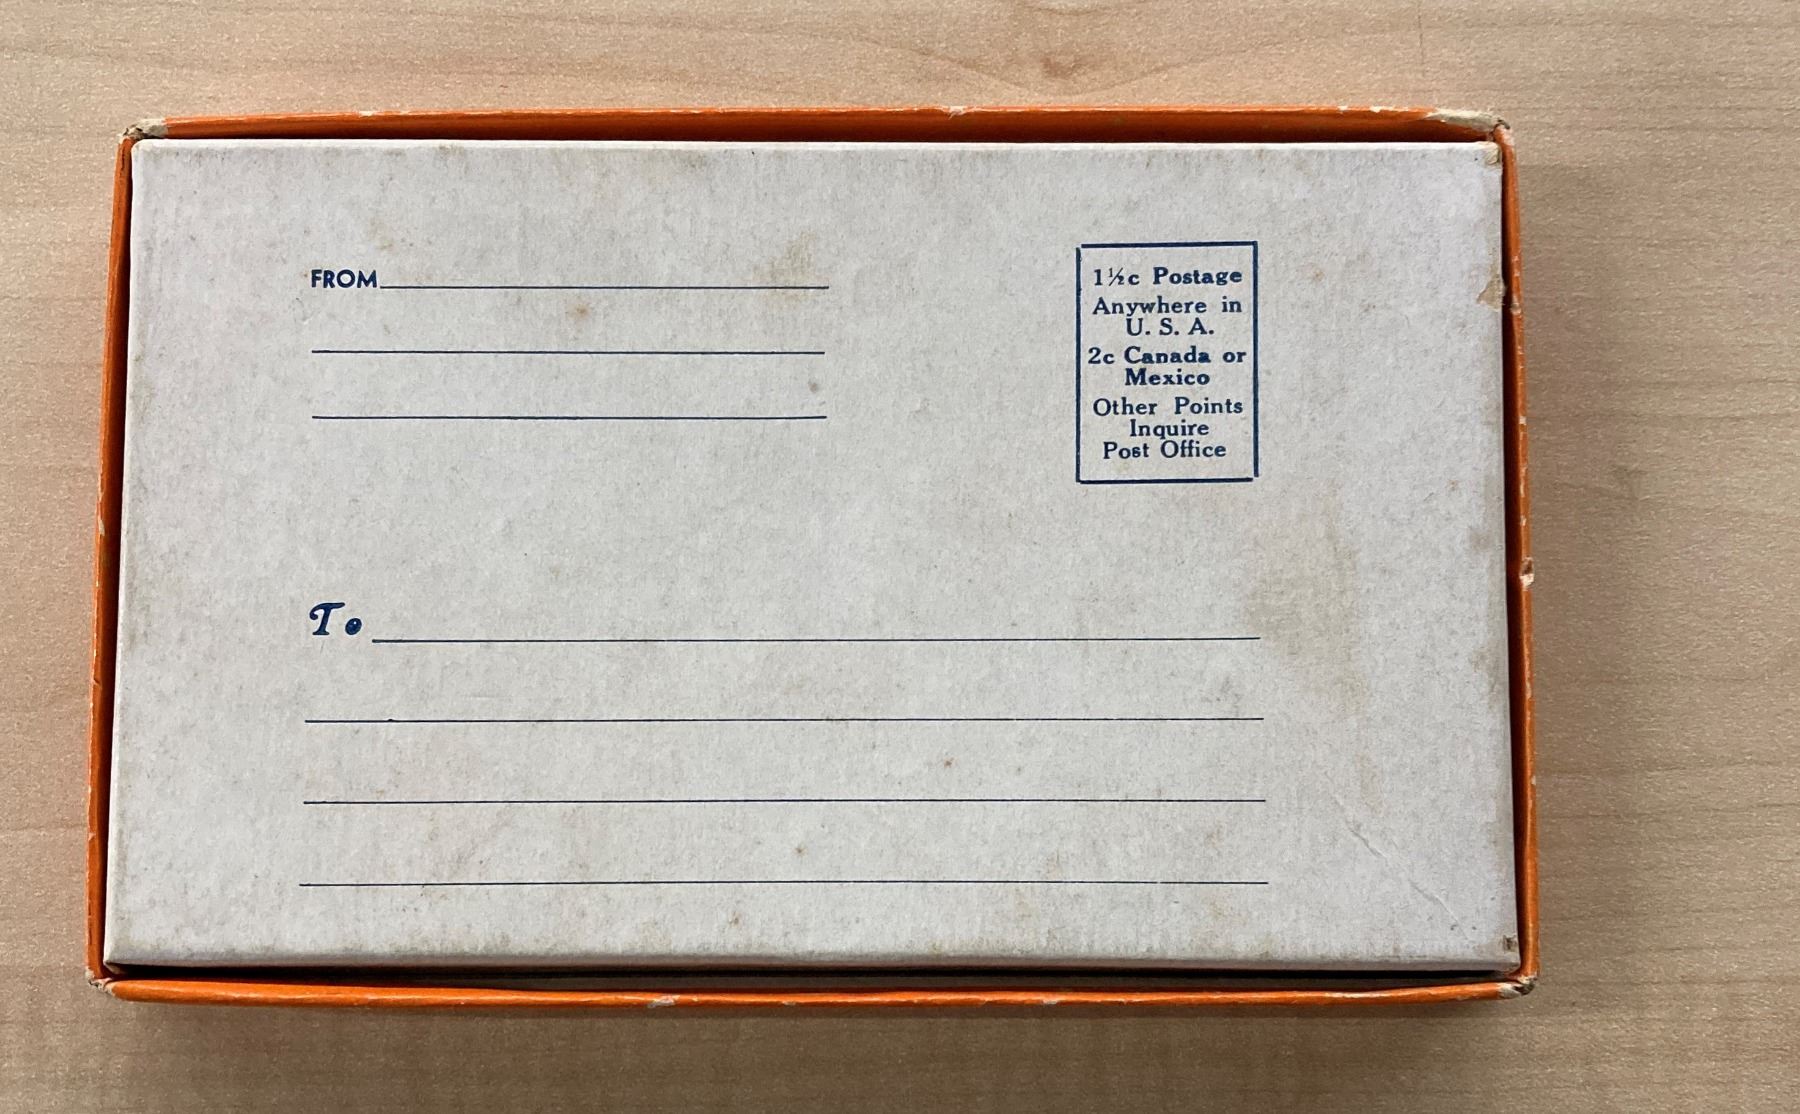 FROM
1½c Postage
Anywhere in
U. S. A.
2c Canada or
Mexico
Other Points
Inquire
Post Office
To